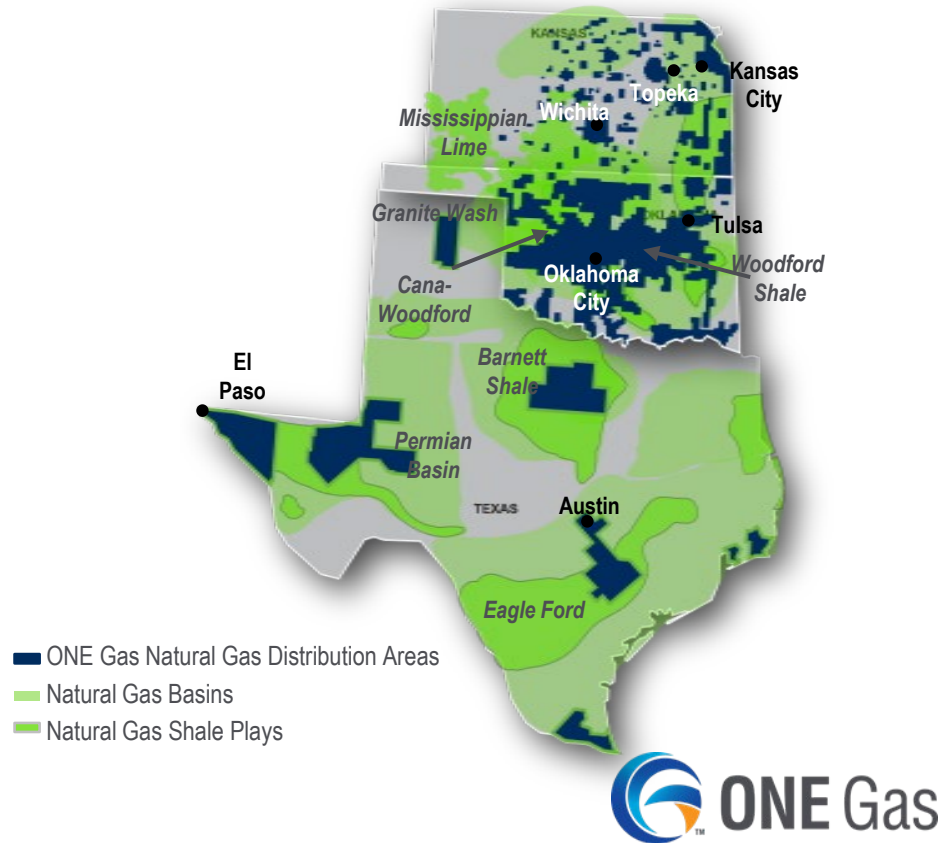 KANSAS
Kansas
City
Topeka
Mississippian
Lime
Wichita
Granite Wash
OKLAHOMA
Tulsa
Cana-
Woodford
Oklahoma
City
Woodford
Shale
El
Paso
Barnett
Shale
Permian
Basin
TEXAS
Austin
Eagle Ford
ONE Gas Natural Gas Distribution Areas
Natural Gas Basins
Natural Gas Shale Plays
ONE Gas
TM